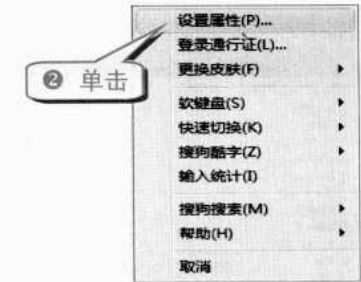 设置属性(P)...
登录通行证(L)...
更换皮肤(F)
❷ 单击
软键盘(S)
快速切换(K)
搜狗酷字(Z)
输入统计(I)
搜狗搜索(M)
帮助(H)
取消